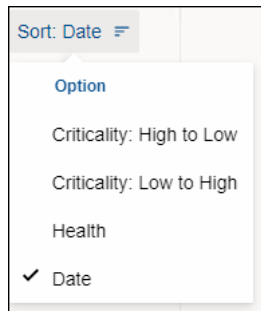 Sort: Date
Option
Criticality: High to Low
Criticality: Low to High
Health
Date